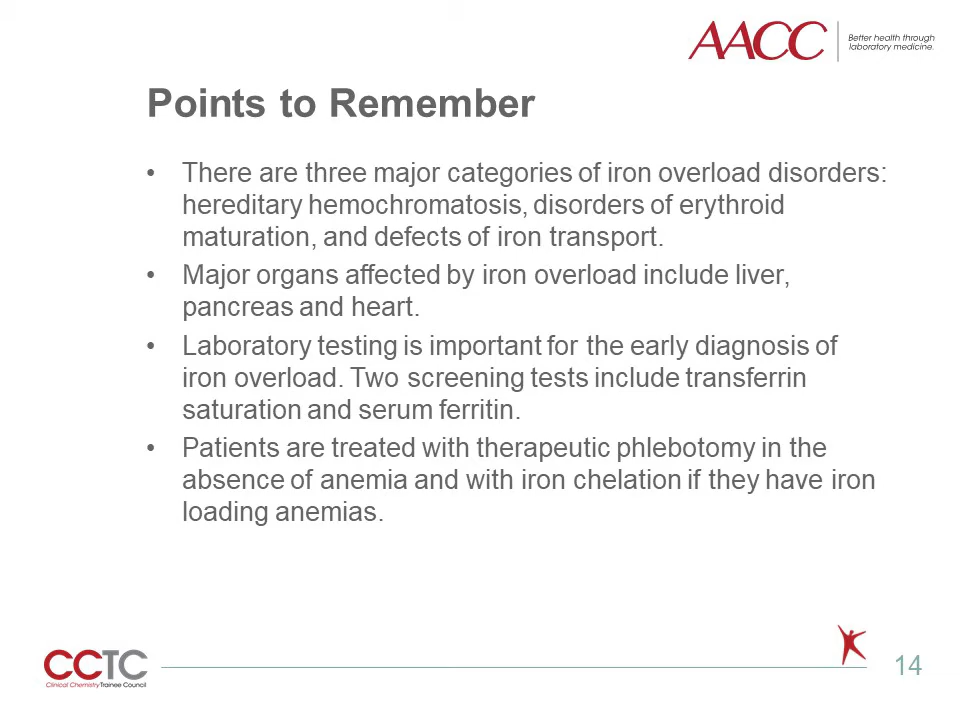 AACC
Better health through
laboratory medicine.
Points to Remember
• There are three major categories of iron overload disorders:
hereditary hemochromatosis, disorders of erythroid
maturation, and defects of iron transport.
• Major organs affected by iron overload include liver,
pancreas and heart.
• Laboratory testing is important for the early diagnosis of
iron overload. Two screening tests include transferrin
saturation and serum ferritin.
• Patients are treated with therapeutic phlebotomy in the
absence of anemia and with iron chelation if they have iron
loading anemias.
CCTC
Clinical Chemistry Trainee Council
14